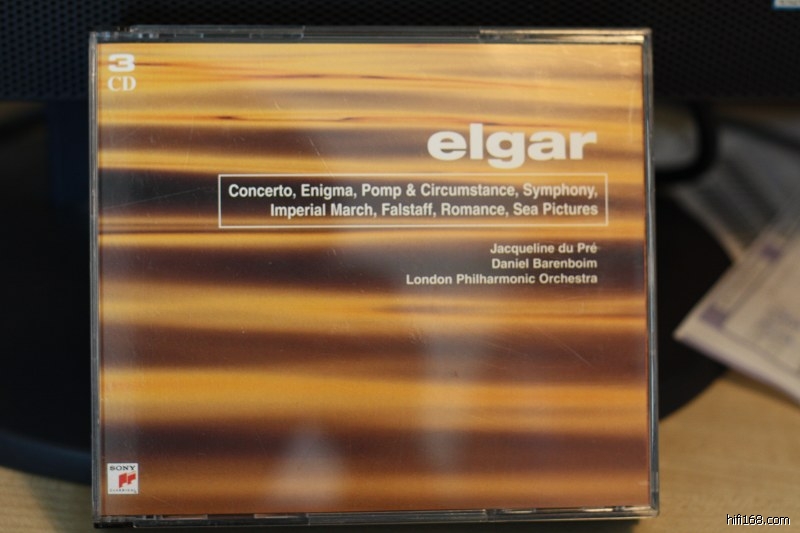 3
CD
elgar
Concerto, Enigma, Pomp & Circumstance, Symphony,
Imperial March, Falstaff, Romance, Sea Pictures
Jacqueline du Pré
Daniel Barenboim
London Philharmonic Orchestra
SONY
hifi168.com